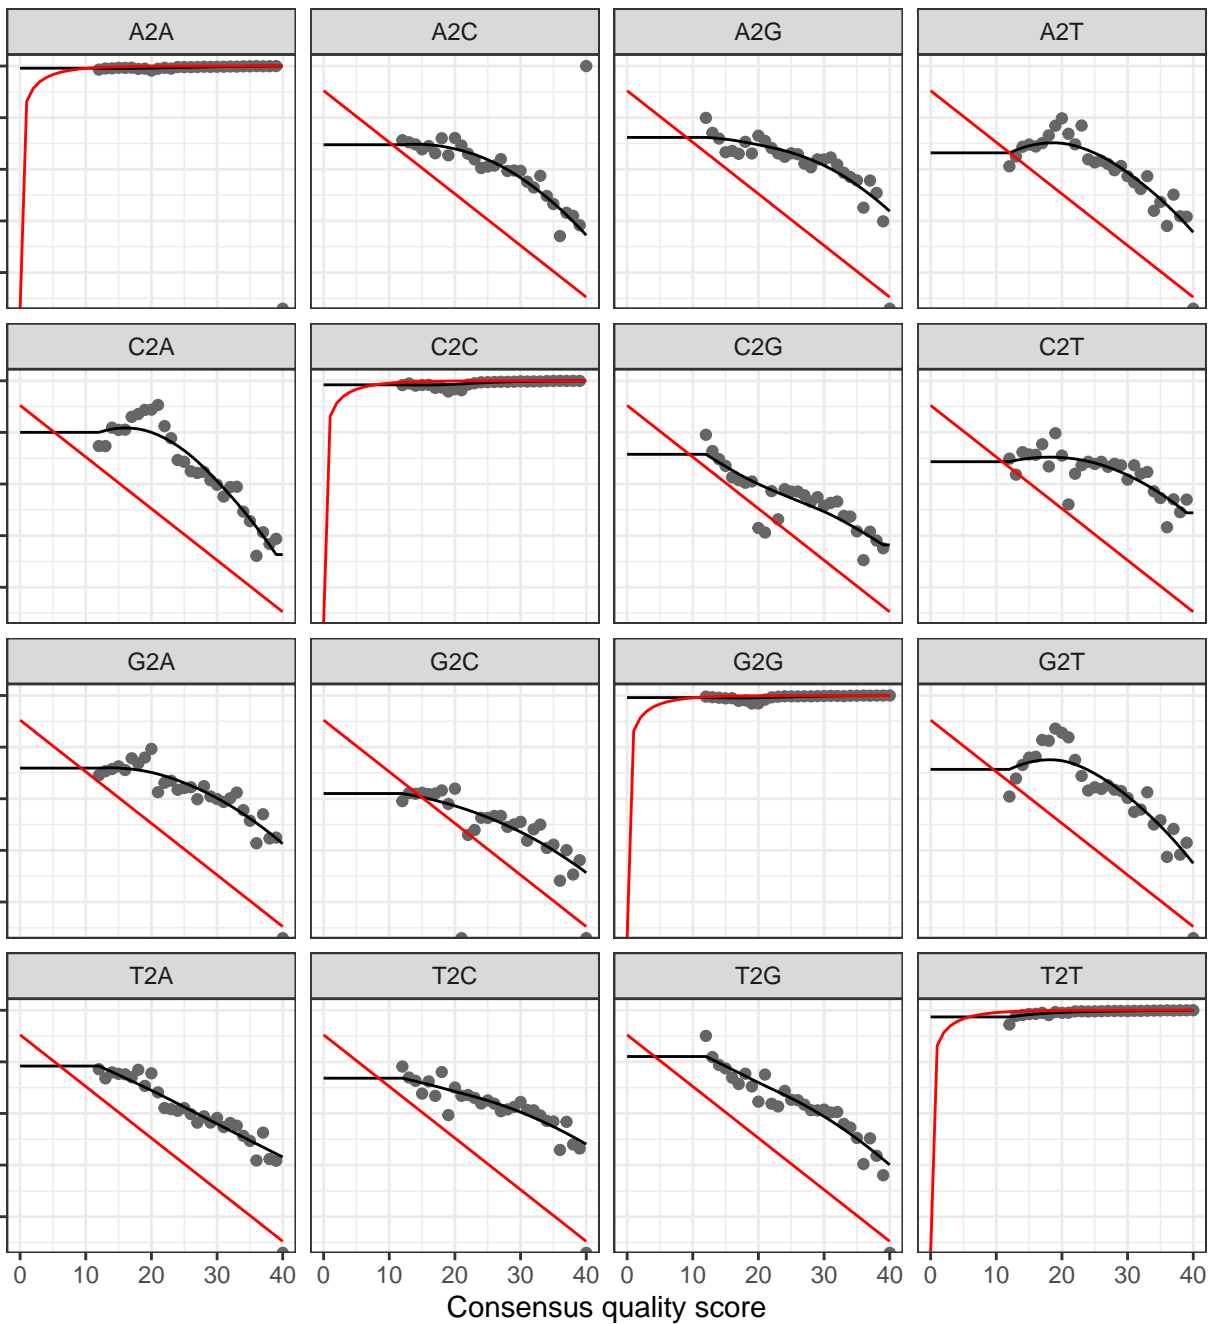 A2A A2C A2G A2T
C2A C2C C2G C2T
G2A G2C G2G G2T
T2A T2C T2G T2T
0 10 20 30 40 0 10 20 30 40 0 10 20 30 40 0 10 20 30 40
Consensus quality score